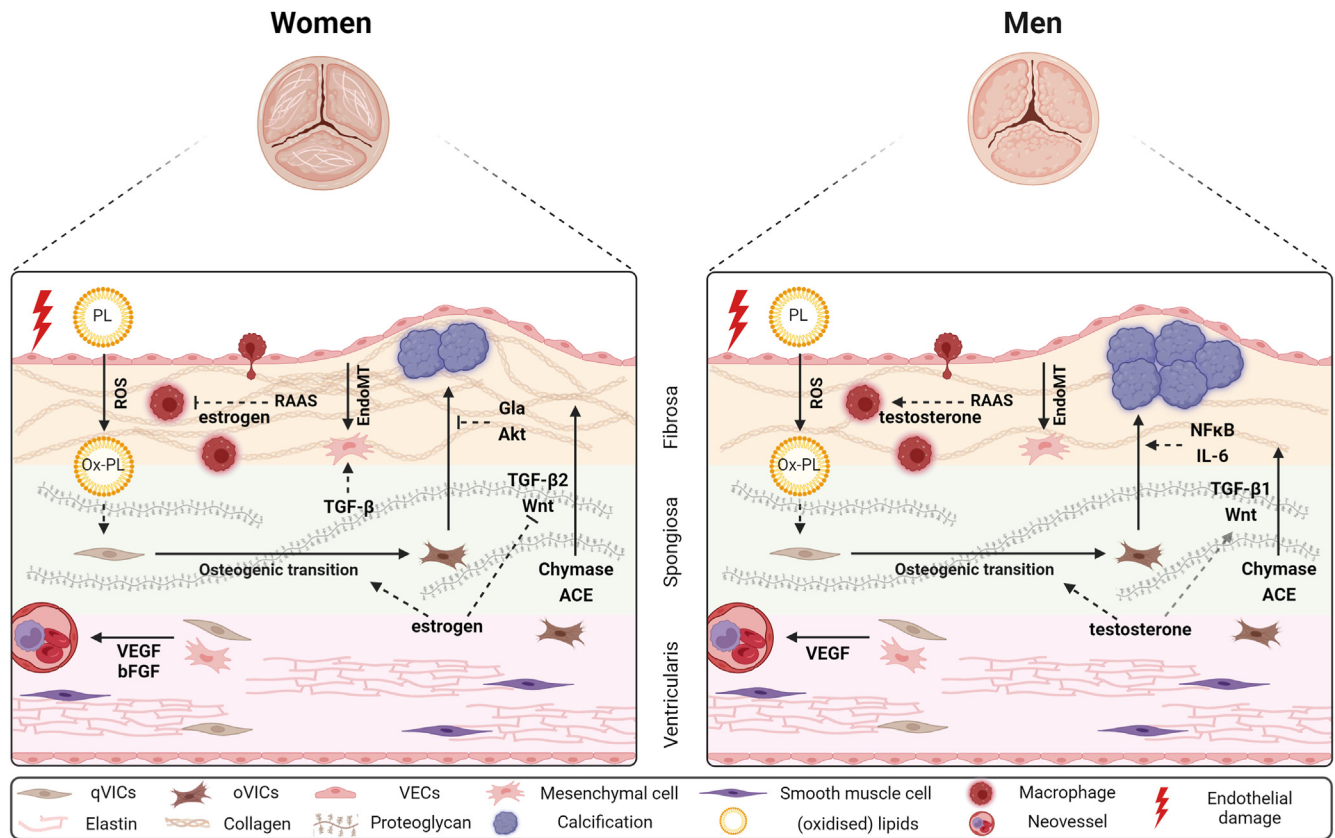 Women
PL
ROS
RAAS
estrogen
EndoMT
Gla
Akt
Ox-PL
TGF-β2
Wnt
TGF-β
Osteogenic transition
Chymase
ACE
estrogen
VEGF
bFGF
Fibrosa
Spongiosa
Ventricularis
Men
PL
ROS
RAAS
testosterone
EndoMT
NFκB
IL-6
Ox-PL
TGF-β1
Wnt
Osteogenic transition
Chymase
ACE
testosterone
VEGF
qVICs
oVICs
VECs
Mesenchymal cell
Smooth muscle cell
Macrophage
Endothelial
damage
Elastin
Collagen
Proteoglycan
Calcification
(oxidised) lipids
Neovessel